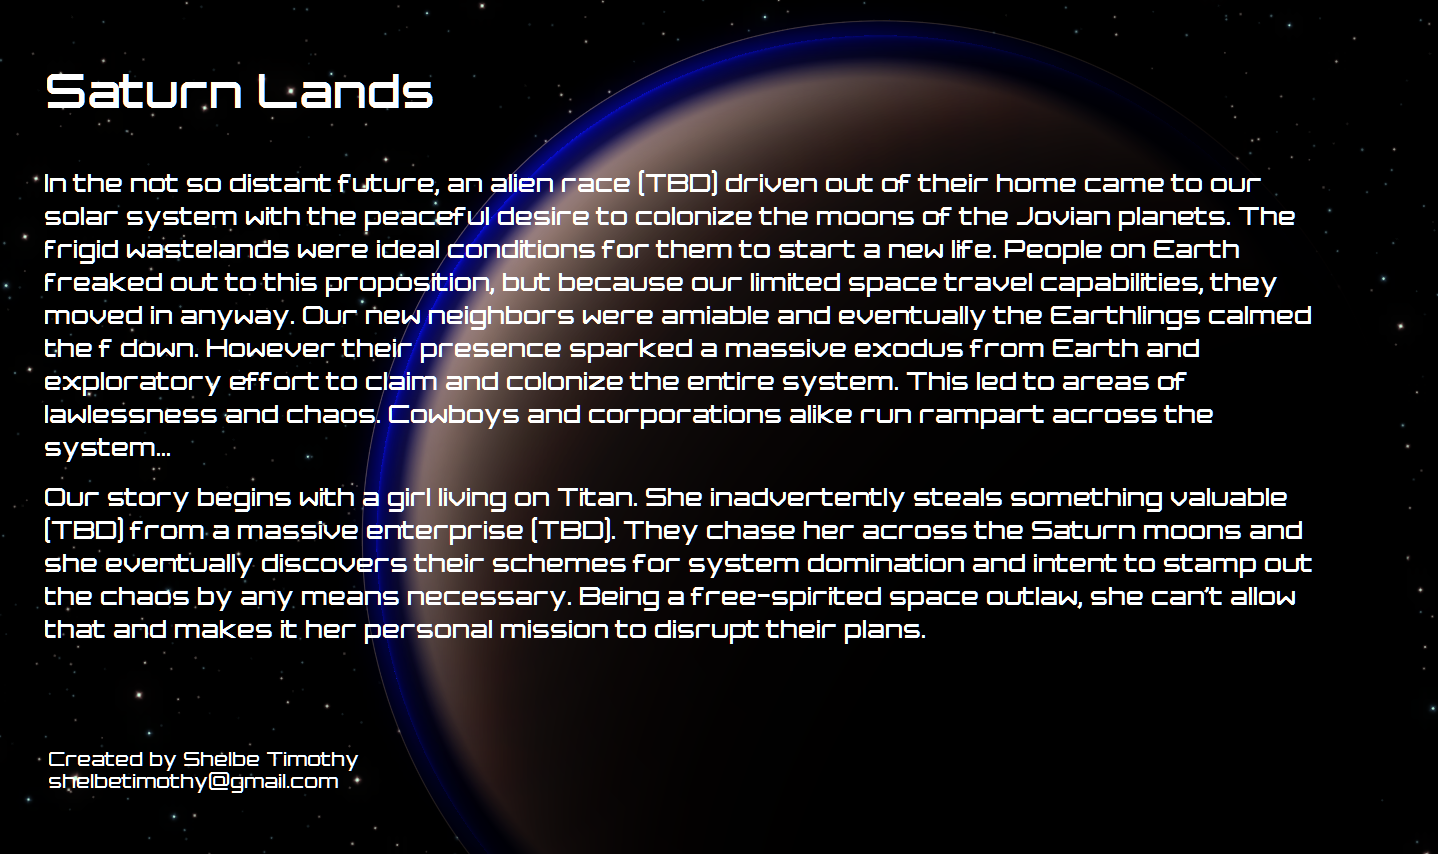 Saturn Lands
In the not so distant future, an alien race (TBD) driven out of their home came to our
solar system with the peaceful desire to colonize the moons of the Jovian planets. The
frigid wastelands were ideal conditions for them to start a new life. People on Earth
freaked out to this proposition, but because our limited space travel capabilities, they
moved in anyway. Our new neighbors were amiable and eventually the Earthlings calmed
the f down. However their presence sparked a massive exodus from Earth and
exploratory effort to claim and colonize the entire system. This led to areas of
lawlessness and chaos. Cowboys and corporations alike run rampart across the
system...
Our story begins with a girl living on Titan. She inadvertently steals something valuable
(TBD) from a massive enterprise (TBD). They chase her across the Saturn moons and
she eventually discovers their schemes for system domination and intent to stamp out
the chaos by any means necessary. Being a free-spirited space outlaw, she can't allow
that and makes it her personal mission to disrupt their plans.
Created by Shelbe Timothy
shelbetimothy@gmail.com